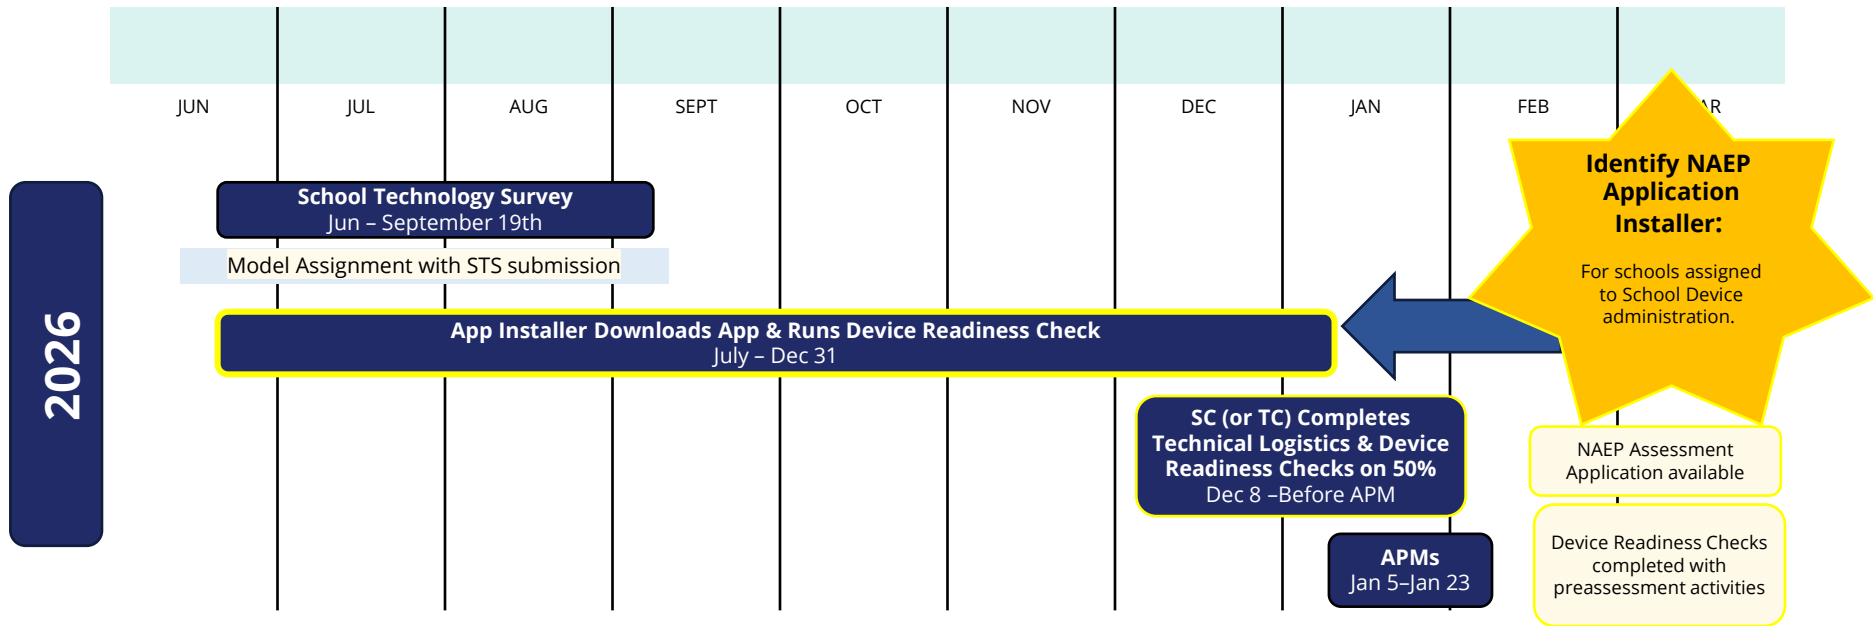 JUN
JUL
AUG
SEPT
OCT
NOV
DEC
JAN
FEB
AR
2026
School Technology Survey
Jun – September 19th
Model Assignment with STS submission
App Installer Downloads App & Runs Device Readiness Check
July – Dec 31
Identify NAEP
Application
Installer:
For schools assigned
to School Device
administration.
SC (or TC) Completes
Technical Logistics & Device
Readiness Checks on 50%
Dec 8 –Before APM
NAEP Assessment
Application available
APMs
Jan 5–Jan 23
Device Readiness Checks
completed with
preassessment activities